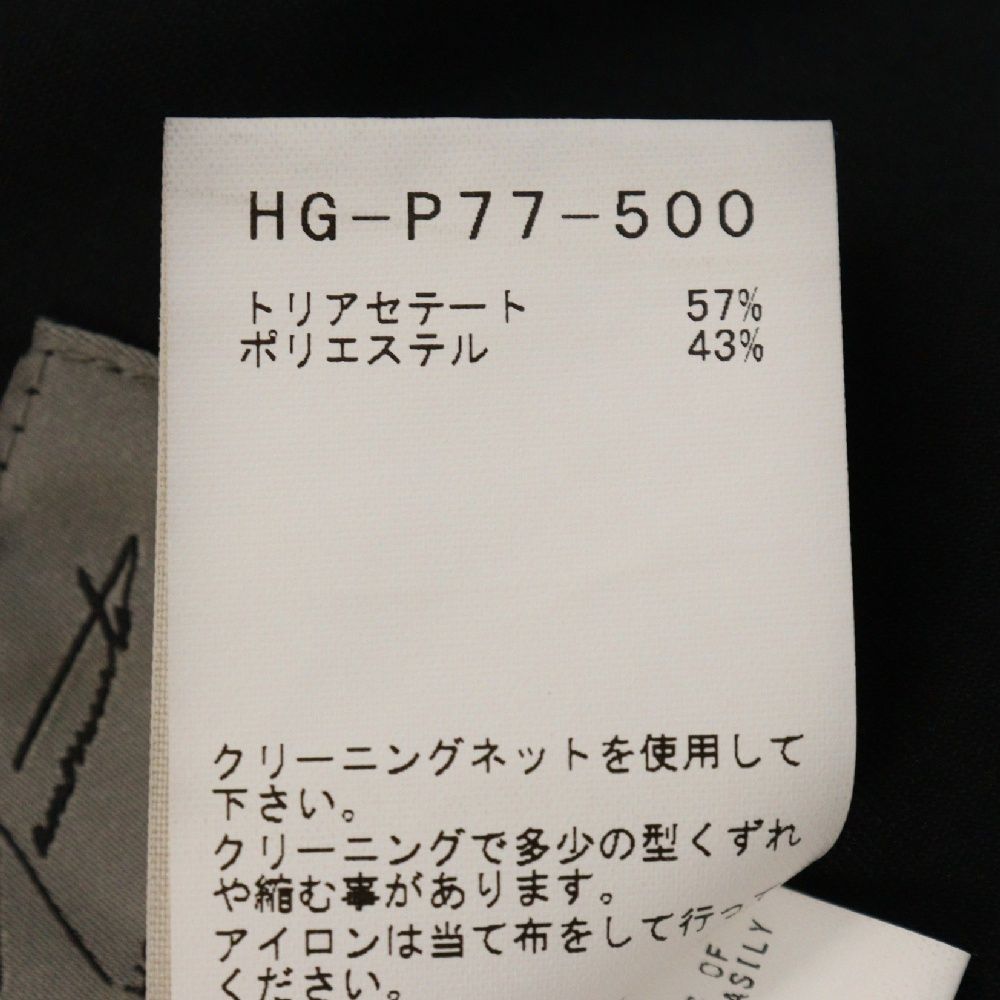 HG-P77-500
トリアセテート 57%
ポリエステル 43%
クリーニングネットを使用して
下さい。
クリーニングで多少の型くずれ
や縮む事があります。
アイロンは当て布をして行っ
ください。
OF